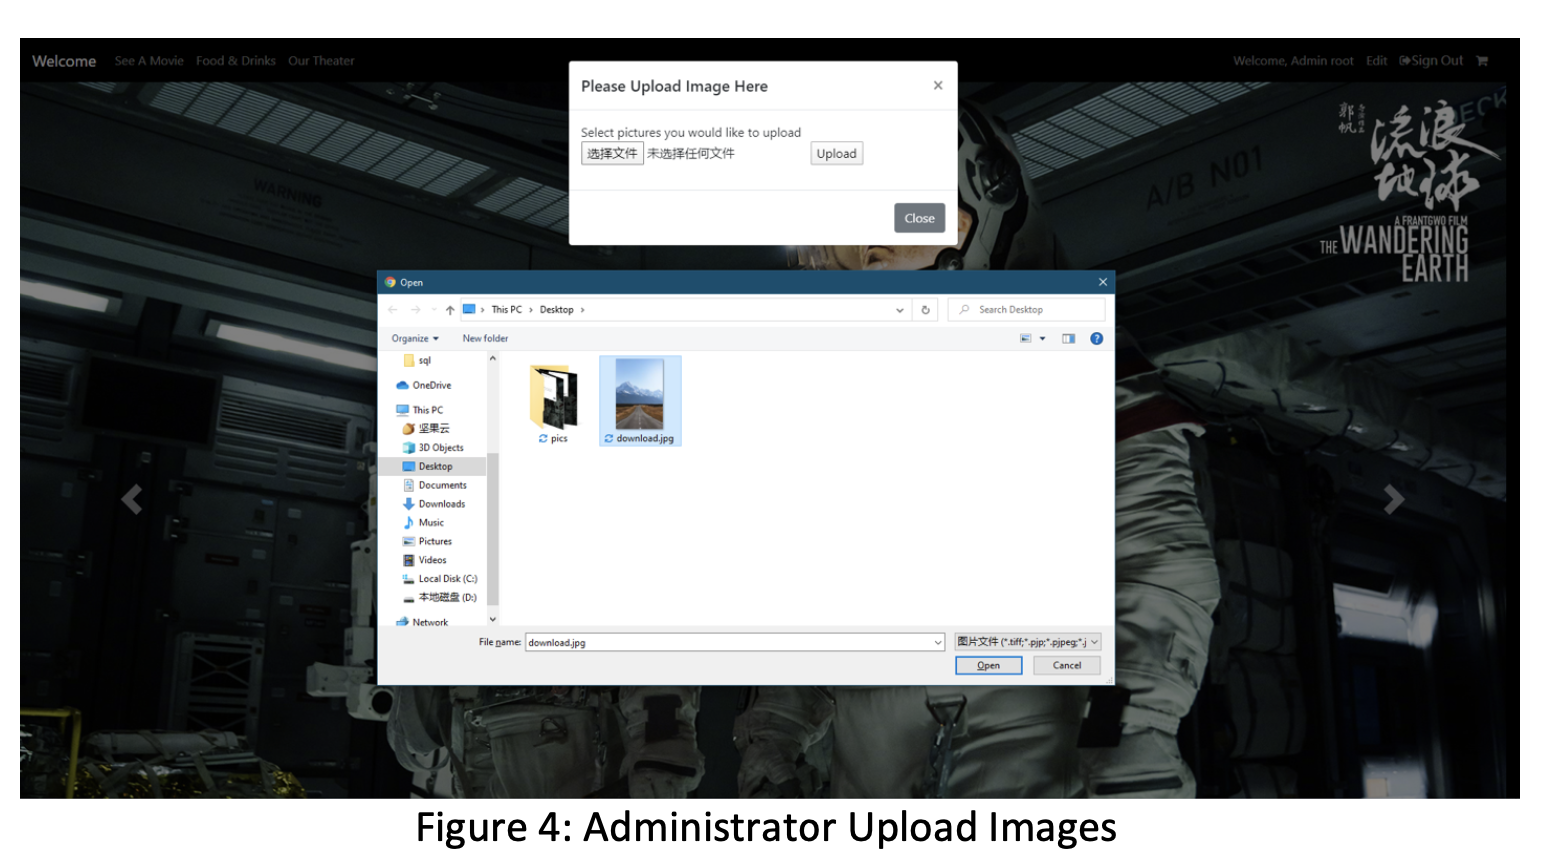 Welcome See A Movie Food & Drinks Our Theater
Welcome, Admin root Edit Sign Out
Please Upload Image Here ×
Select pictures you would like to upload
选择文件 未选择任何文件 Upload
Close
WARNING
A/B N01
ECK
郭帆
流浪
地球
A FRANTGWO FILM
THE WANDERING
EARTH
Open
This PC › Desktop ›
Search Desktop
Organize
New folder
sql
OneDrive
This PC
坚果云
3D Objects
Desktop
Documents
Downloads
Music
Pictures
Videos
Local Disk (C:)
本地磁盘 (D:)
Network
pics
download.jpg
File name: download.jpg
图片文件 (*.tiff;*.pjp;*.pjpeg;*.j
Open Cancel
Figure 4: Administrator Upload Images